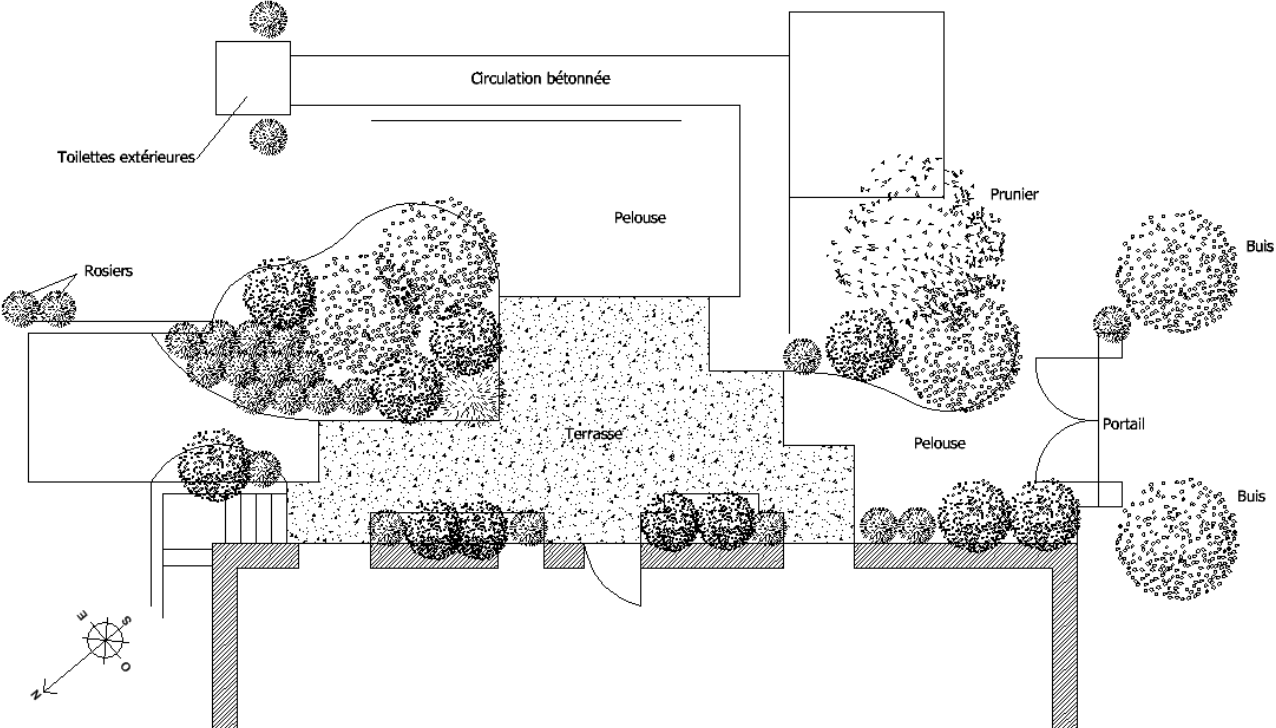 Circulation bétonnée
Toilettes extérieures
Prunier
Pelouse
Buis
Rosiers
Portail
Terrasse
Pelouse
Buis
E
S
O
N